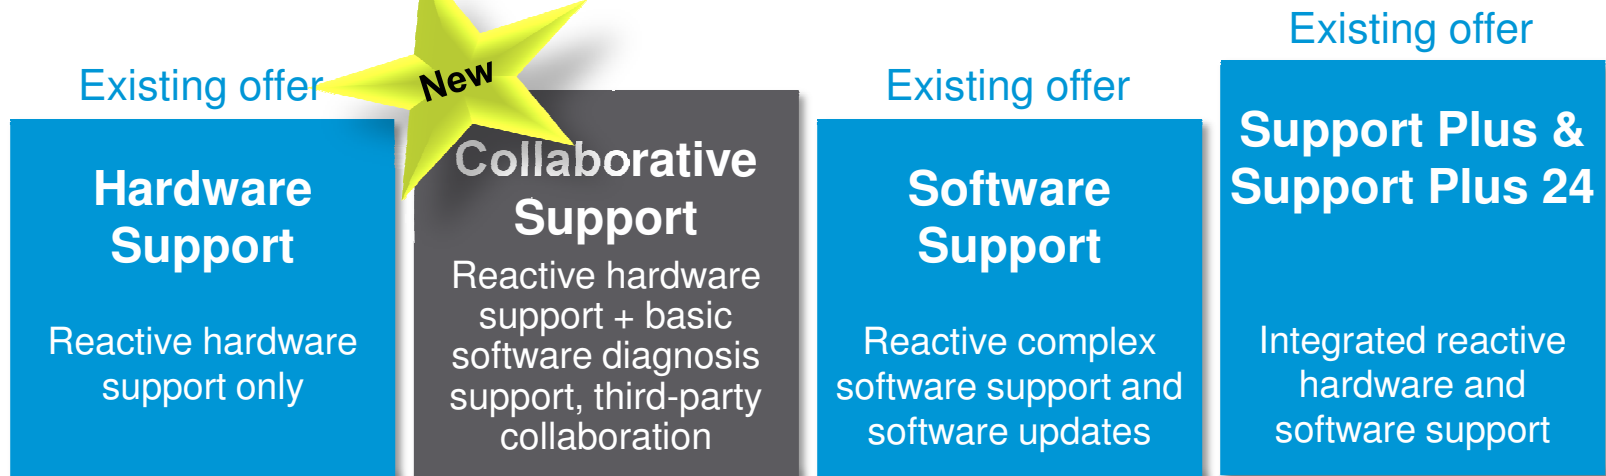 Existing offer
Hardware
Support
Reactive hardware
support only
New
Collaborative
Support
Reactive hardware
support + basic
software diagnosis
support, third-party
collaboration
Existing offer
Software
Support
Reactive complex
software support and
software updates
Existing offer
Support Plus &
Support Plus 24
Integrated reactive
hardware and
software support